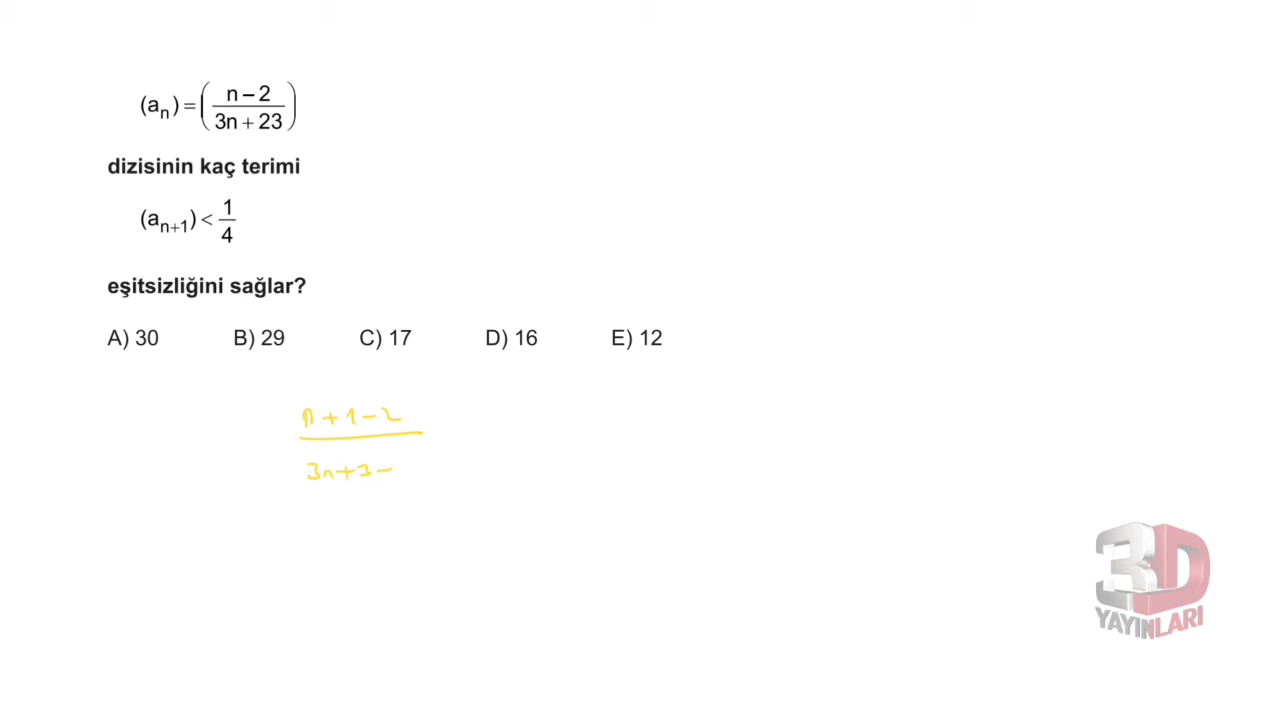 (aₙ) = ( (n – 2) / (3n + 23) )
dizisinin kaç terimi
(aₙ₊₁) < 1/4
eşitsizliğini sağlar?
A) 30 B) 29 C) 17 D) 16 E) 12
n + 1 – 2
3n + 3 –
3D
YAYINLARI